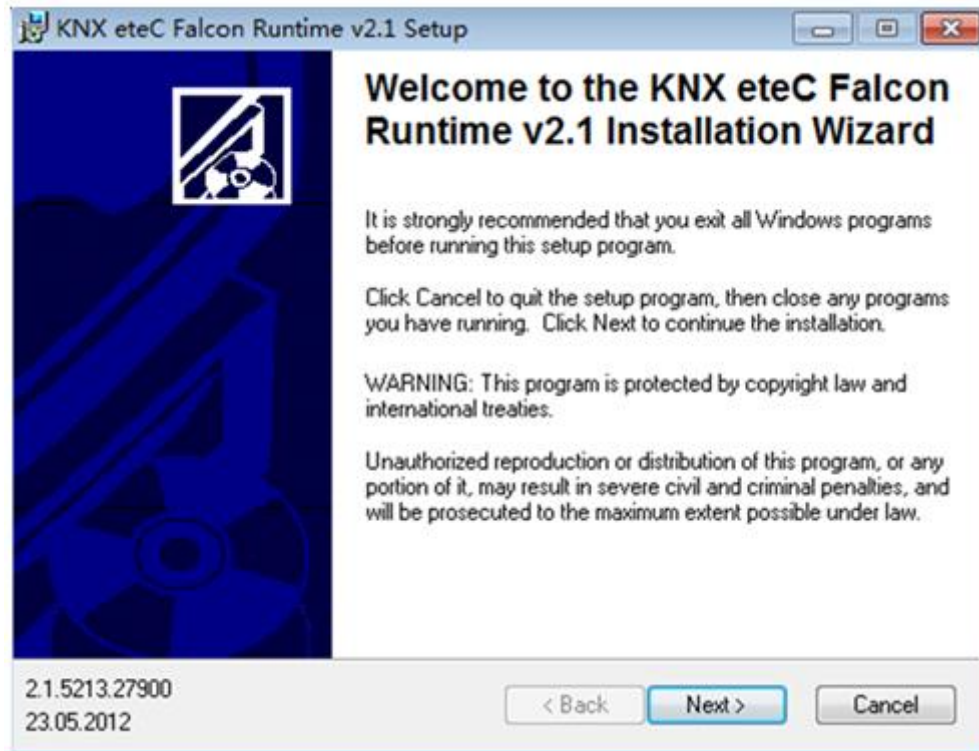 KNX eteC Falcon Runtime v2.1 Setup
Welcome to the KNX eteC Falcon
Runtime v2.1 Installation Wizard
It is strongly recommended that you exit all Windows programs
before running this setup program.
Click Cancel to quit the setup program, then close any programs
you have running. Click Next to continue the installation.
WARNING: This program is protected by copyright law and
international treaties.
Unauthorized reproduction or distribution of this program, or any
portion of it, may result in severe civil and criminal penalties, and
will be prosecuted to the maximum extent possible under law.
2.1.5213.27900
23.05.2012
< Back Next > Cancel